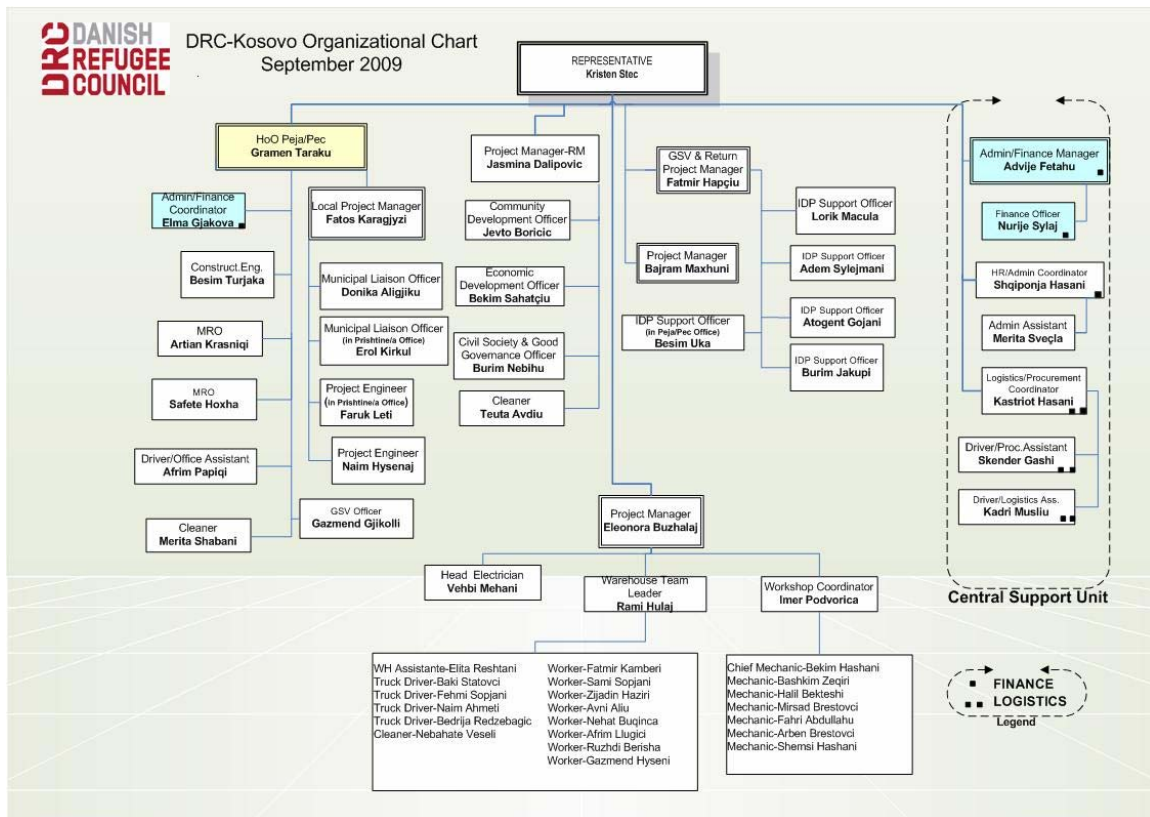 DRC DANISH
REFUGEE
COUNCIL
DRC-Kosovo Organizational Chart
September 2009
REPRESENTATIVE
Kristen Stec
HoO Peja/Pec
Gramen Taraku
Admin/Finance
Coordinator
Elma Gjakova
Local Project Manager
Fatos Karagjyzi
Construct.Eng.
Besim Turjaka
Municipal Liaison Officer
Donika Aligjiku
MRO
Artian Krasniqi
Municipal Liaison Officer
(in Prishtine/a Office)
Erol Kirkul
MRO
Safete Hoxha
Project Engineer
(in Prishtine/a Office)
Faruk Leti
Driver/Office Assistant
Afrim Papiqi
Project Engineer
Naim Hysenaj
Cleaner
Merita Shabani
GSV Officer
Gazmend Gjikolli
Project Manager-RM
Jasmina Dalipovic
Community
Development Officer
Jevto Boricic
Economic
Development Officer
Bekim Sahatçiu
Civil Society & Good
Governance Officer
Burim Nebihu
Cleaner
Teuta Avdiu
GSV & Return
Project Manager
Fatmir Hapçiu
Project Manager
Bajram Maxhuni
IDP Support Officer
(in Peja/Pec Office)
Besim Uka
IDP Support Officer
Lorik Macula
IDP Support Officer
Adem Sylejmani
IDP Support Officer
Atogent Gojani
IDP Support Officer
Burim Jakupi
Admin/Finance Manager
Advije Fetahu
Finance Officer
Nurije Sylaj
HR/Admin Coordinator
Shqiponja Hasani
Admin Assistant
Merita Sveçla
Logistics/Procurement
Coordinator
Kastriot Hasani
Driver/Proc.Assistant
Skender Gashi
Driver/Logistics Ass.
Kadri Musliu
Central Support Unit
Project Manager
Eleonora Buzhalaj
Head Electrician
Vehbi Mehani
Warehouse Team
Leader
Rami Hulaj
Workshop Coordinator
Imer Podvorica
WH Assistante-Elita Reshtani
Truck Driver-Baki Statovci
Truck Driver-Fehmi Sopjani
Truck Driver-Naim Ahmeti
Truck Driver-Bedrija Redzebagic
Cleaner-Nebahate Veseli
Worker-Fatmir Kamberi
Worker-Sami Sopjani
Worker-Zijadin Haziri
Worker-Avni Aliu
Worker-Nehat Buqinca
Worker-Afrim Llugici
Worker-Ruzhdi Berisha
Worker-Gazmend Hyseni
Chief Mechanic-Bekim Hashani
Mechanic-Bashkim Zeqiri
Mechanic-Halil Bekteshi
Mechanic-Mirsad Brestovci
Mechanic-Fahri Abdullahu
Mechanic-Arben Brestovci
Mechanic-Shemsi Hashani
FINANCE
LOGISTICS
Legend